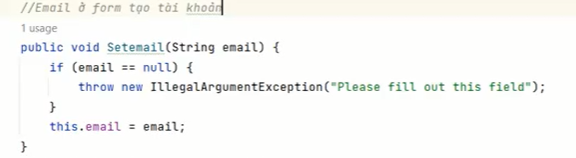 //Email ở form tạo tài khoản
1 usage
public void Setemail(String email) {
    if (email == null) {
        throw new IllegalArgumentException("Please fill out this field");
    }
    this.email = email;
}